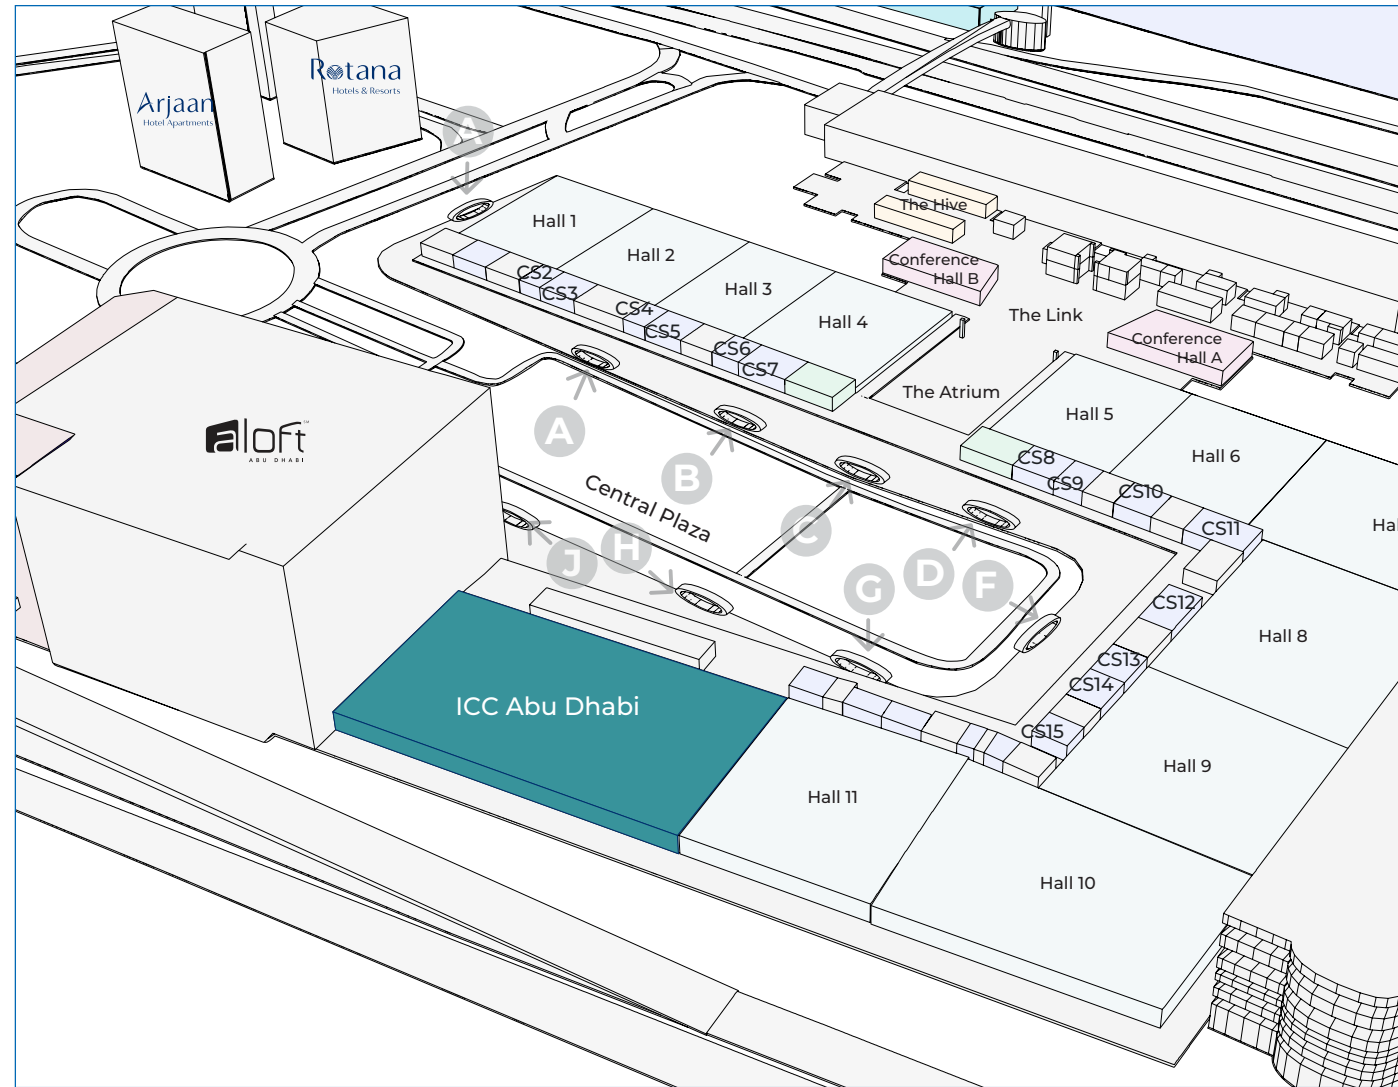 Rotana
Hotels & Resorts
Arjaan
Hotel Apartments
A
Hall 1
Hall 2
Hall 3
Hall 4
CS2
CS3
CS4
CS5
CS6
CS7
The Hive
Conference
Hall B
The Link
Conference
Hall A
The Atrium
Hall 5
Hall 6
Ha
CS8
CS9
CS10
CS11
aloft
ABU DHABI
A
B
C
D
F
G
H
J
Central Plaza
CS12
CS13
CS14
CS15
Hall 8
Hall 9
ICC Abu Dhabi
Hall 11
Hall 10